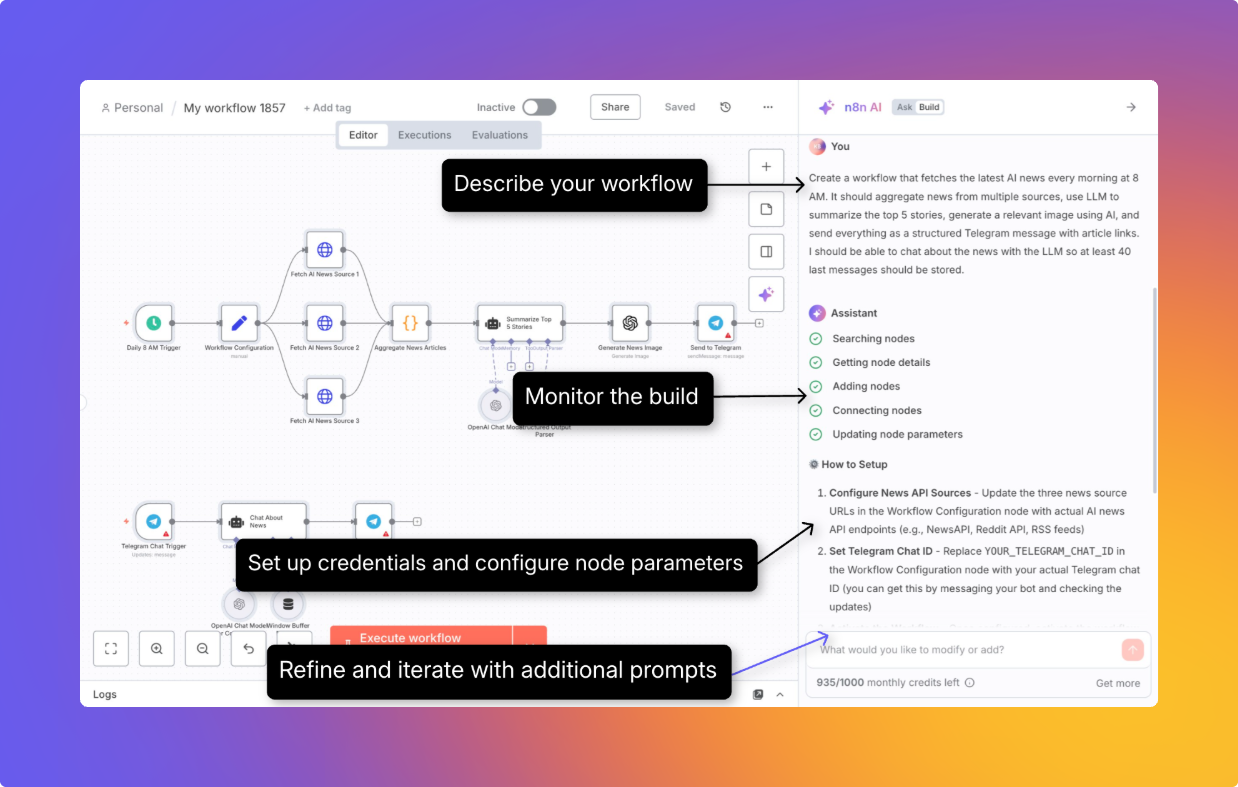 Personal / My workflow 1857 + Add tag
Inactive
Share
Saved
n8n AI
Ask Build
Editor Executions Evaluations
Describe your workflow
You
Create a workflow that fetches the latest AI news every morning at 8
AM. It should aggregate news from multiple sources, use LLM to
summarize the top 5 stories, generate a relevant image using AI, and
send everything as a structured Telegram message with article links.
I should be able to chat about the news with the LLM so at least 40
last messages should be stored.
Fetch AI News Source 1
Daily 8 AM Trigger
Workflow Configuration
manual
Fetch AI News Source 2
{}
Aggregate News Articles
Summarize Top
5 Stories
Generate News Image
Generate image
Send to Telegram
sendMessage: message
Model
Fetch AI News Source 3
OpenAI Chat
Structured Output
Parser
Monitor the build
Assistant
Searching nodes
Getting node details
Adding nodes
Connecting nodes
Updating node parameters
How to Setup
1. Configure News API Sources - Update the three news source
URLs in the Workflow Configuration node with actual AI news
API endpoints (e.g., NewsAPI, Reddit API, RSS feeds)
2. Set Telegram Chat ID - Replace YOUR_TELEGRAM_CHAT_ID in
the Workflow Configuration node with your actual Telegram chat
ID (you can get this by messaging your bot and checking the
updates)
Telegram Chat Trigger
Updates: message
Chat About
News
Set up credentials and configure node parameters
OpenAI Chat
Window Buffer
Execute workflow
Refine and iterate with additional prompts
What would you like to modify or add?
935/1000 monthly credits left
Get more
Logs